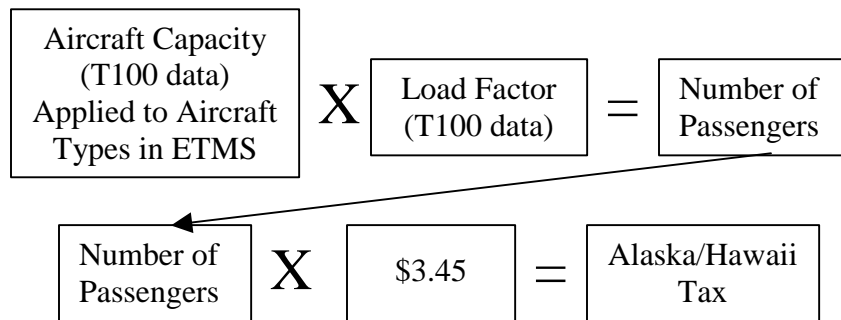 Aircraft Capacity
(T100 data)
Applied to Aircraft
Types in ETMS
X
Load Factor
(T100 data)
=
Number of
Passengers
Number of
Passengers
X
$3.45
=
Alaska/Hawaii
Tax